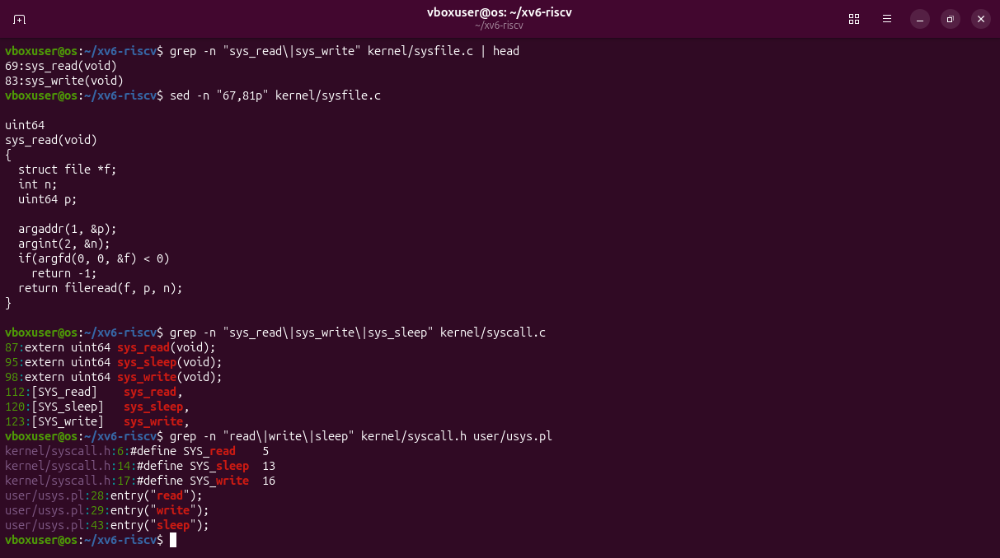 vboxuser@os: ~/xv6-riscv
~/xv6-riscv
vboxuser@os:~/xv6-riscv$ grep -n "sys_read\|sys_write" kernel/sysfile.c | head
69:sys_read(void)
83:sys_write(void)
vboxuser@os:~/xv6-riscv$ sed -n "67,81p" kernel/sysfile.c

uint64
sys_read(void)
{
  struct file *f;
  int n;
  uint64 p;

  argaddr(1, &p);
  argint(2, &n);
  if(argfd(0, 0, &f) < 0)
    return -1;
  return fileread(f, p, n);
}

vboxuser@os:~/xv6-riscv$ grep -n "sys_read\|sys_write\|sys_sleep" kernel/syscall.c
87:extern uint64 sys_read(void);
95:extern uint64 sys_sleep(void);
98:extern uint64 sys_write(void);
112:[SYS_read]    sys_read,
120:[SYS_sleep]   sys_sleep,
123:[SYS_write]   sys_write,
vboxuser@os:~/xv6-riscv$ grep -n "read\|write\|sleep" kernel/syscall.h user/usys.pl
kernel/syscall.h:6:#define SYS_read    5
kernel/syscall.h:14:#define SYS_sleep  13
kernel/syscall.h:17:#define SYS_write  16
user/usys.pl:28:entry("read");
user/usys.pl:29:entry("write");
user/usys.pl:43:entry("sleep");
vboxuser@os:~/xv6-riscv$